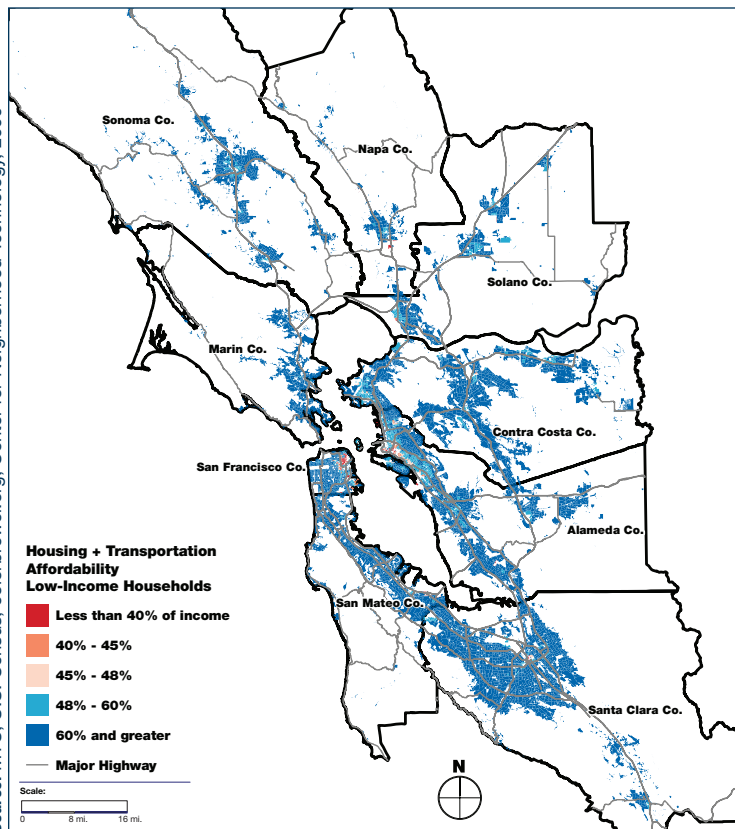 Sonoma Co.
Napa Co.
Solano Co.
Marin Co.
Contra Costa Co.
San Francisco Co.
Alameda Co.
San Mateo Co.
Santa Clara Co.
Housing + Transportation
Affordability
Low-Income Households
Less than 40% of income
40% - 45%
45% - 48%
48% - 60%
60% and greater
Major Highway
Scale:
0 8 mi. 16 mi.
N